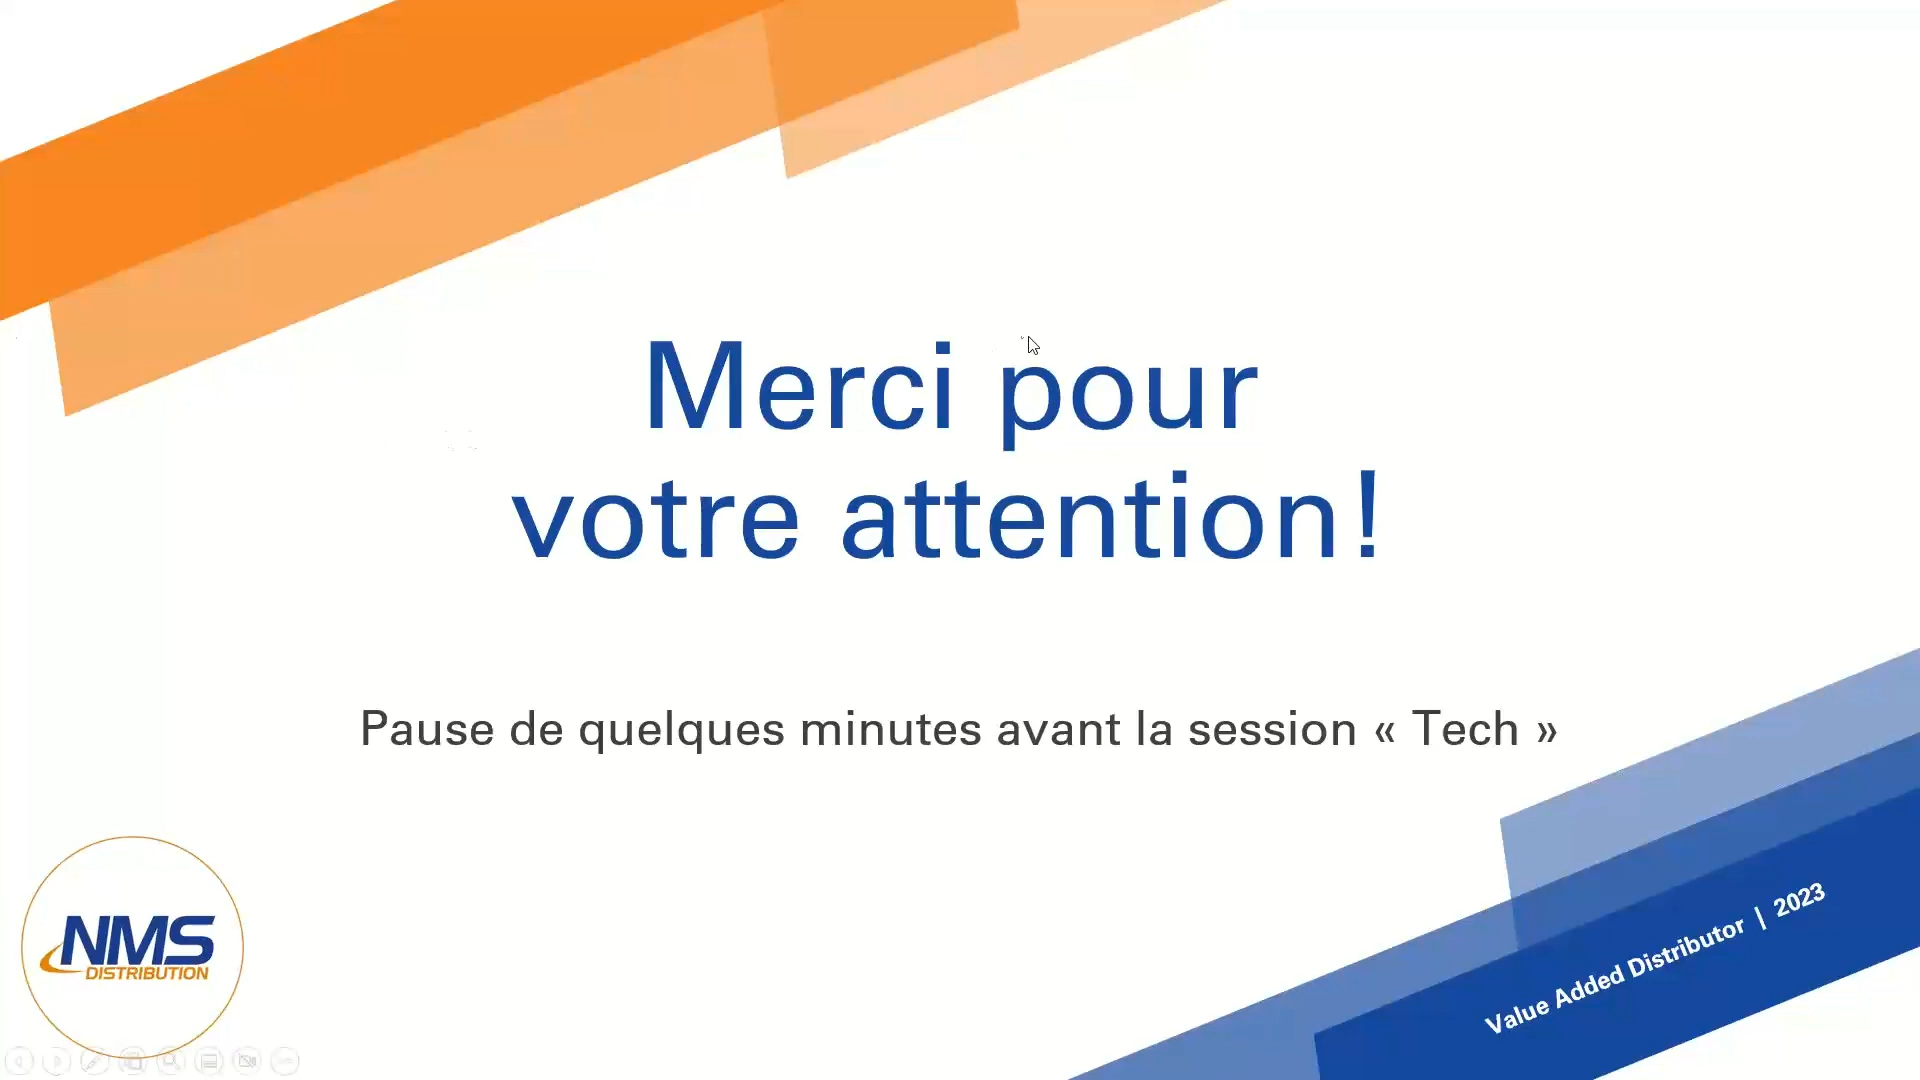 Merci pour
votre attention!
Pause de quelques minutes avant la session « Tech »
NMS
DISTRIBUTION
Value Added Distributor | 2023